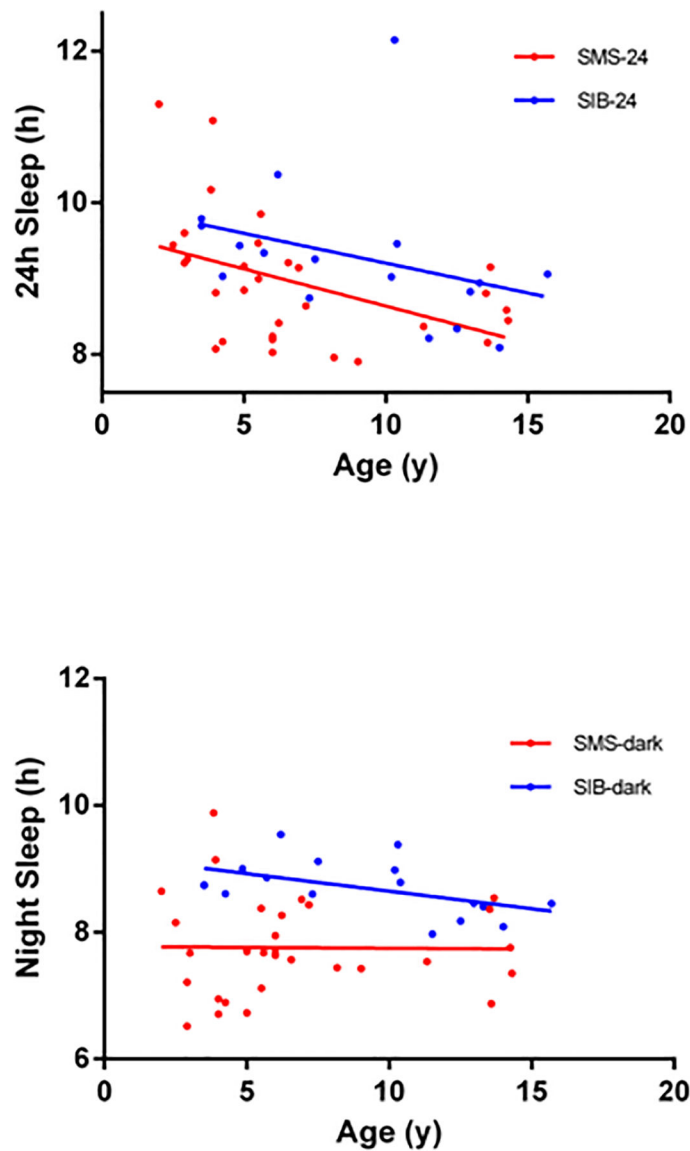 12
10
8
24h Sleep (h)
SMS-24
SIB-24
0 5 10 15 20
Age (y)
12
10
8
6
Night Sleep (h)
SMS-dark
SIB-dark
0 5 10 15 20
Age (y)